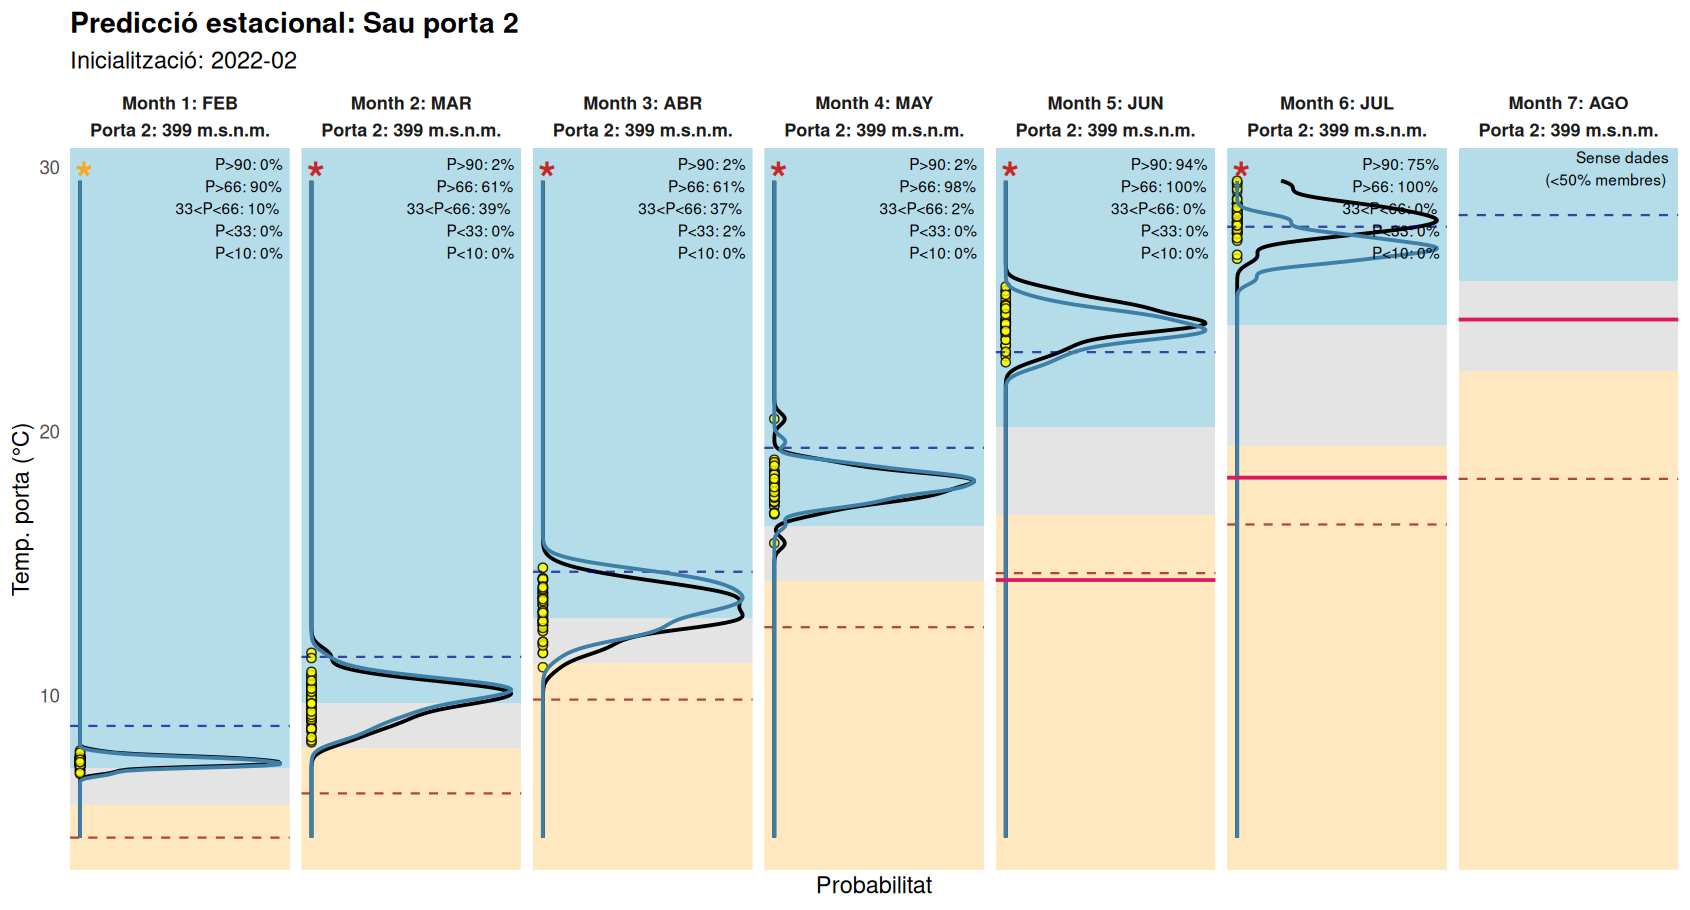 Predicció estacional: Sau porta 2
Inicialització: 2022-02
Month 1: FEB
Porta 2: 399 m.s.n.m.
Month 2: MAR
Porta 2: 399 m.s.n.m.
Month 3: ABR
Porta 2: 399 m.s.n.m.
Month 4: MAY
Porta 2: 399 m.s.n.m.
Month 5: JUN
Porta 2: 399 m.s.n.m.
Month 6: JUL
Porta 2: 399 m.s.n.m.
Month 7: AGO
Porta 2: 399 m.s.n.m.
Temp. porta (°C)
30
20
10
*
P>90: 0%
P>66: 90%
33<P<66: 10%
P<33: 0%
P<10: 0%
*
P>90: 2%
P>66: 61%
33<P<66: 39%
P<33: 0%
P<10: 0%
*
P>90: 2%
P>66: 61%
33<P<66: 37%
P<33: 2%
P<10: 0%
*
P>90: 2%
P>66: 98%
33<P<66: 2%
P<33: 0%
P<10: 0%
*
P>90: 94%
P>66: 100%
33<P<66: 0%
P<33: 0%
P<10: 0%
*
P>90: 75%
P>66: 100%
33<P<66: 0%
P<33: 0%
P<10: 0%
Sense dades
(<50% membres)
Probabilitat